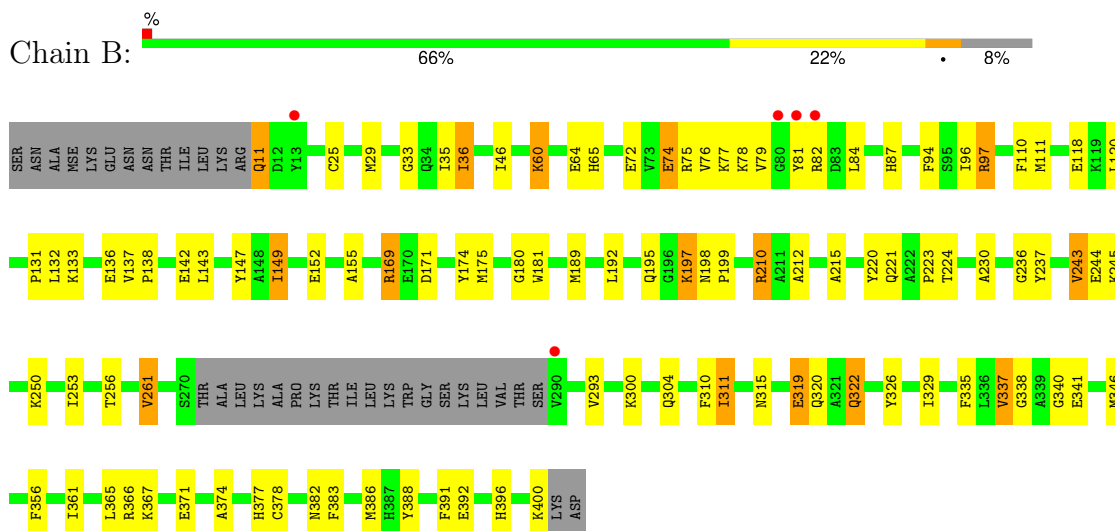 %
Chain B:
66% 22% • 8%
SER ASN ALA MSE LYS GLU ASN ASN THR ILE LEU LYS ARG Q11 D12 Y13 C25 M29 G33 Q34 I35 I36 I46 K60 E64 H65 E72 V73 E74 R75 V76 K77 K78 V79 G80 Y81 R82 D83 L84 H87 F94 S95 I96 R97 F110 M111 E118 K119 L120
P131 L132 K133 E136 V137 P138 E142 L143 Y147 A148 I149 E152 A155 R169 E170 D171 Y174 M175 G180 W181 M189 L192 Q195 G196 K197 N198 P199 R210 A211 A212 A215 Y220 Q221 A222 P223 T224 A230 G236 Y237 V243 E244 K245
K250 I253 T256 V261 S270 THR ALA LEU LYS ALA PRO LYS THR ILE LEU LYS TRP GLY SER LYS LEU VAL THR SER V290 V293 K300 Q304 F310 I311 N315 E319 Q320 A321 Q322 Y326 I329 F335 L336 V337 G338 A339 G340 E341 M346
F356 I361 L365 R366 K367 E371 A374 H377 C378 N382 F383 M386 H387 Y388 F391 E392 H396 K400 LYS ASP